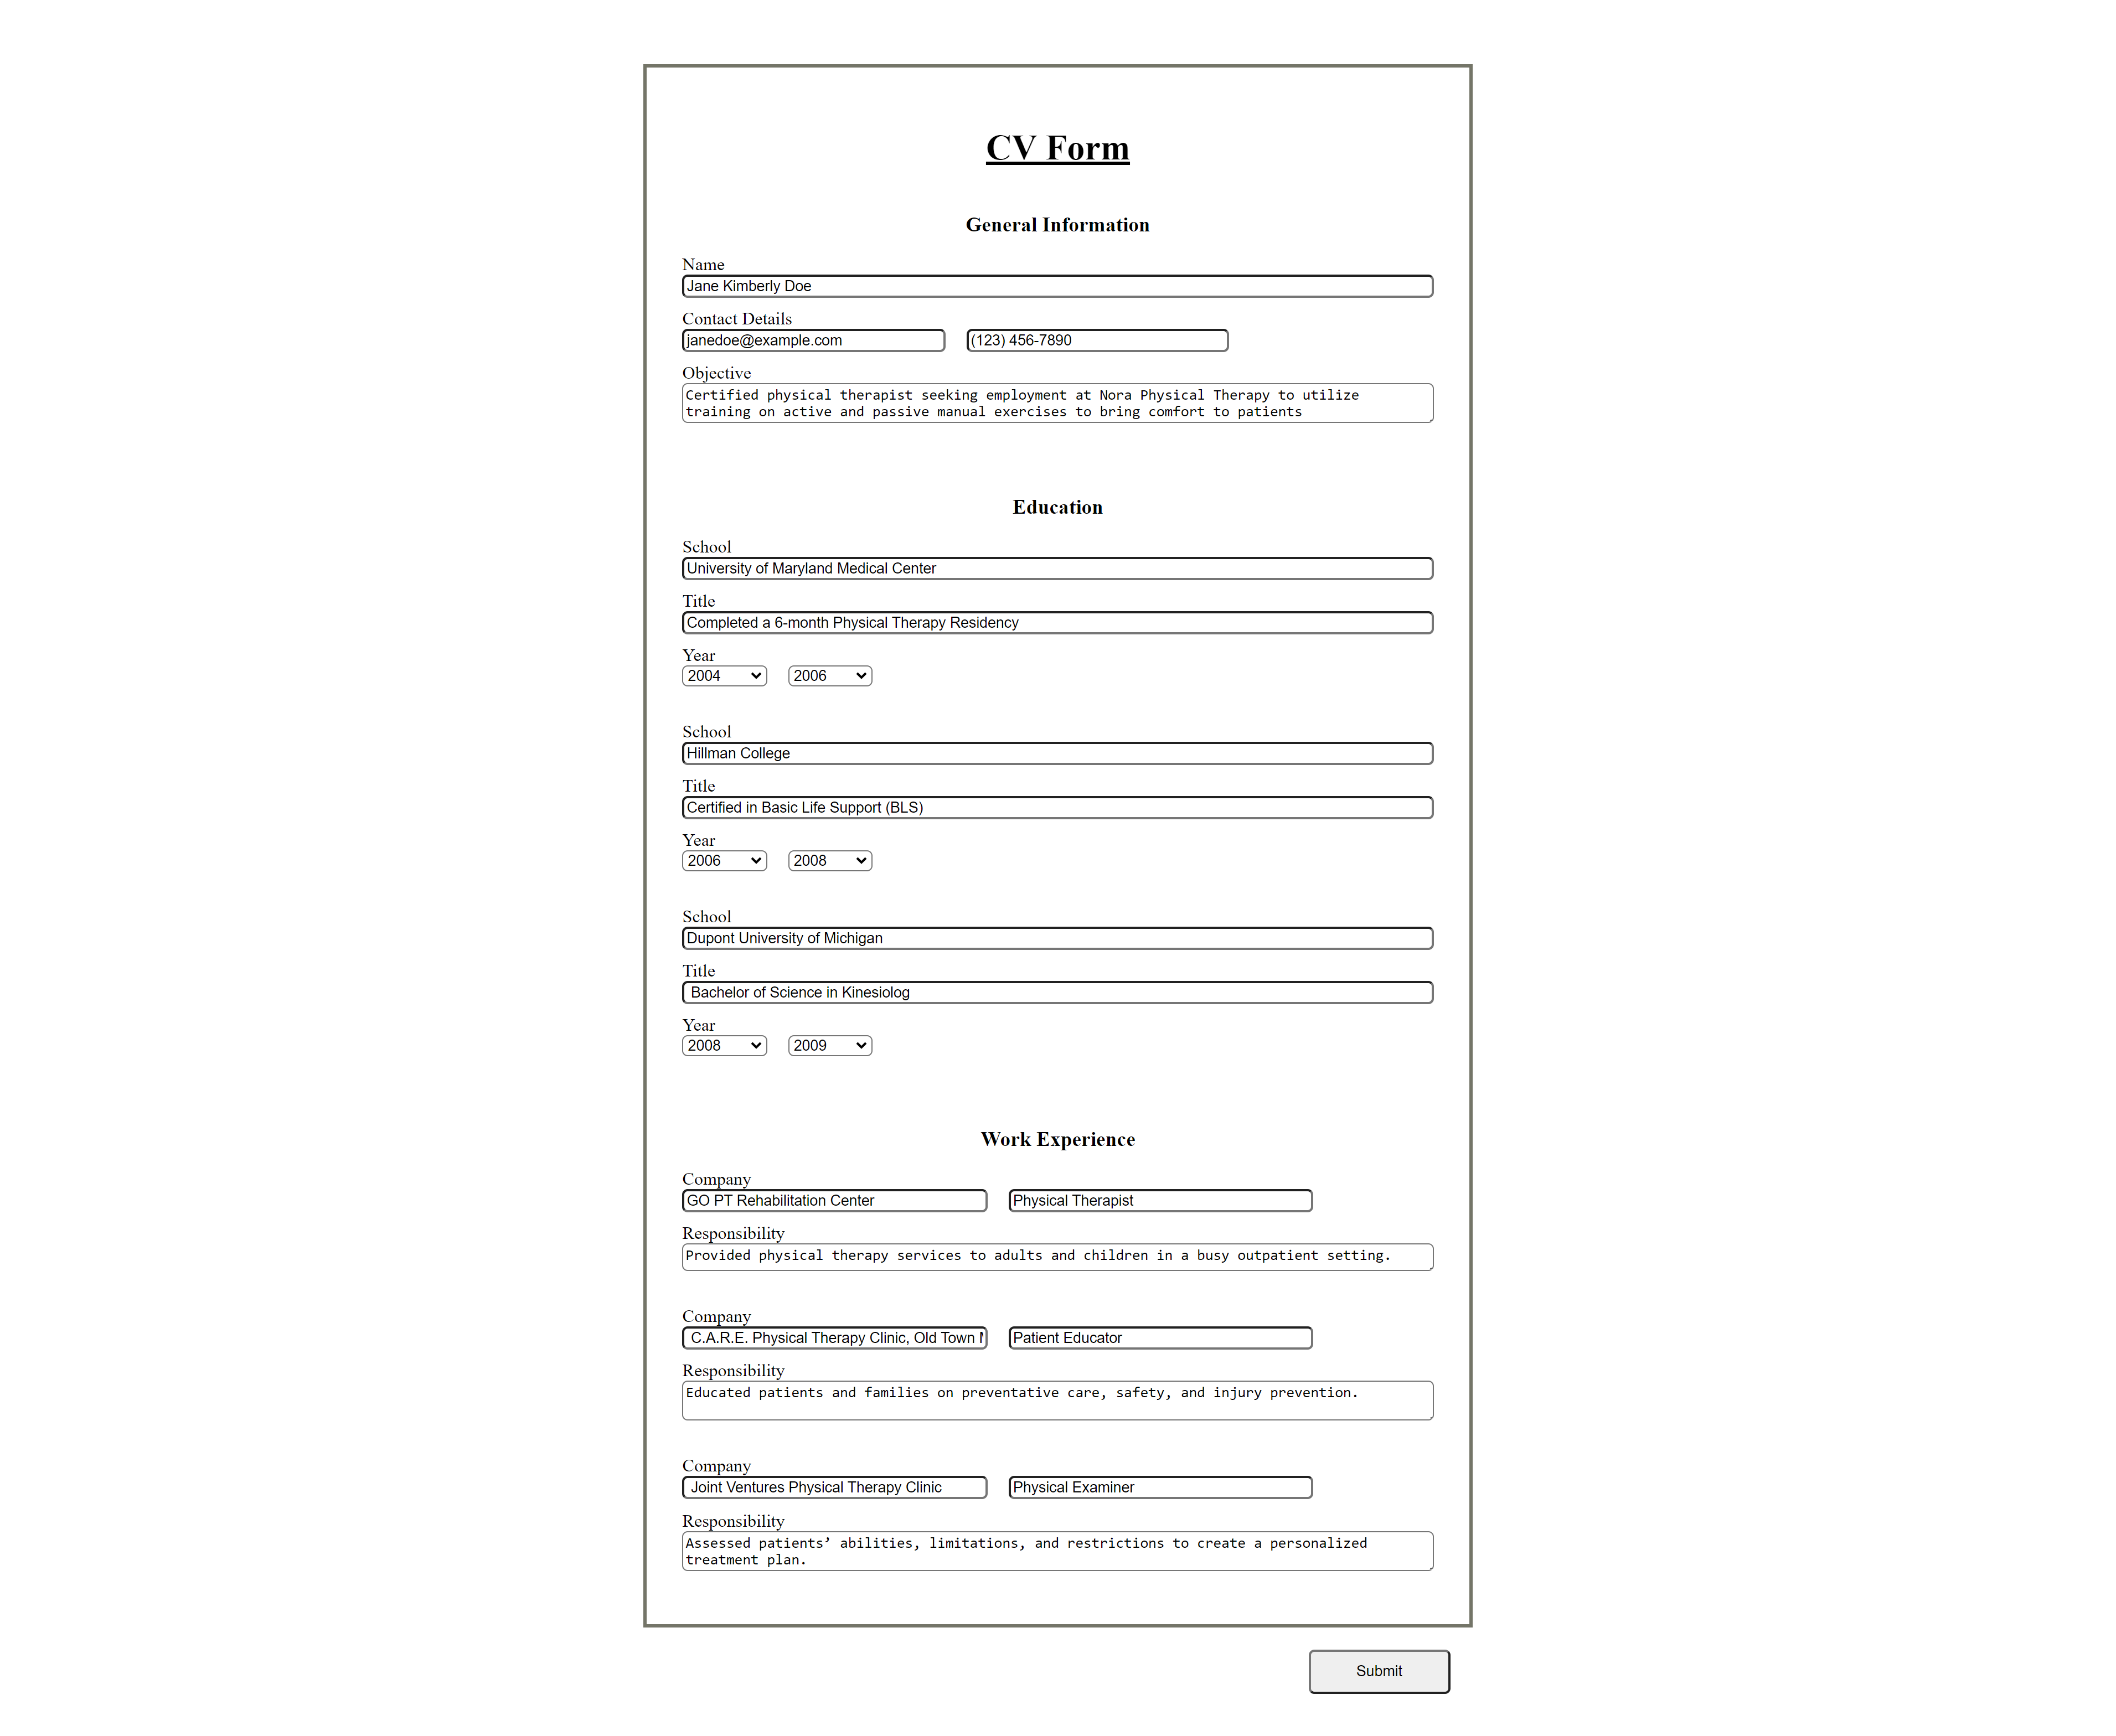 CV Form
General Information
Name
Jane Kimberly Doe
Contact Details
janedoe@example.com (123) 456-7890
Objective
Certified physical therapist seeking employment at Nora Physical Therapy to utilize
training on active and passive manual exercises to bring comfort to patients
Education
School
University of Maryland Medical Center
Title
Completed a 6-month Physical Therapy Residency
Year
2004 2006
School
Hillman College
Title
Certified in Basic Life Support (BLS)
Year
2006 2008
School
Dupont University of Michigan
Title
Bachelor of Science in Kinesiolog
Year
2008 2009
Work Experience
Company
GO PT Rehabilitation Center Physical Therapist
Responsibility
Provided physical therapy services to adults and children in a busy outpatient setting.
Company
C.A.R.E. Physical Therapy Clinic, Old Town Patient Educator
Responsibility
Educated patients and families on preventative care, safety, and injury prevention.
Company
Joint Ventures Physical Therapy Clinic Physical Examiner
Responsibility
Assessed patients’ abilities, limitations, and restrictions to create a personalized
treatment plan.
Submit